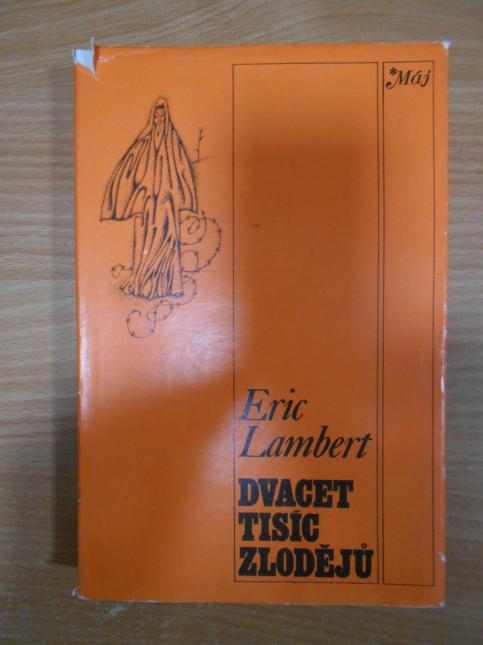 *Máj
Eric
Lambert
DVACET
TISÍC
ZLODĚJŮ